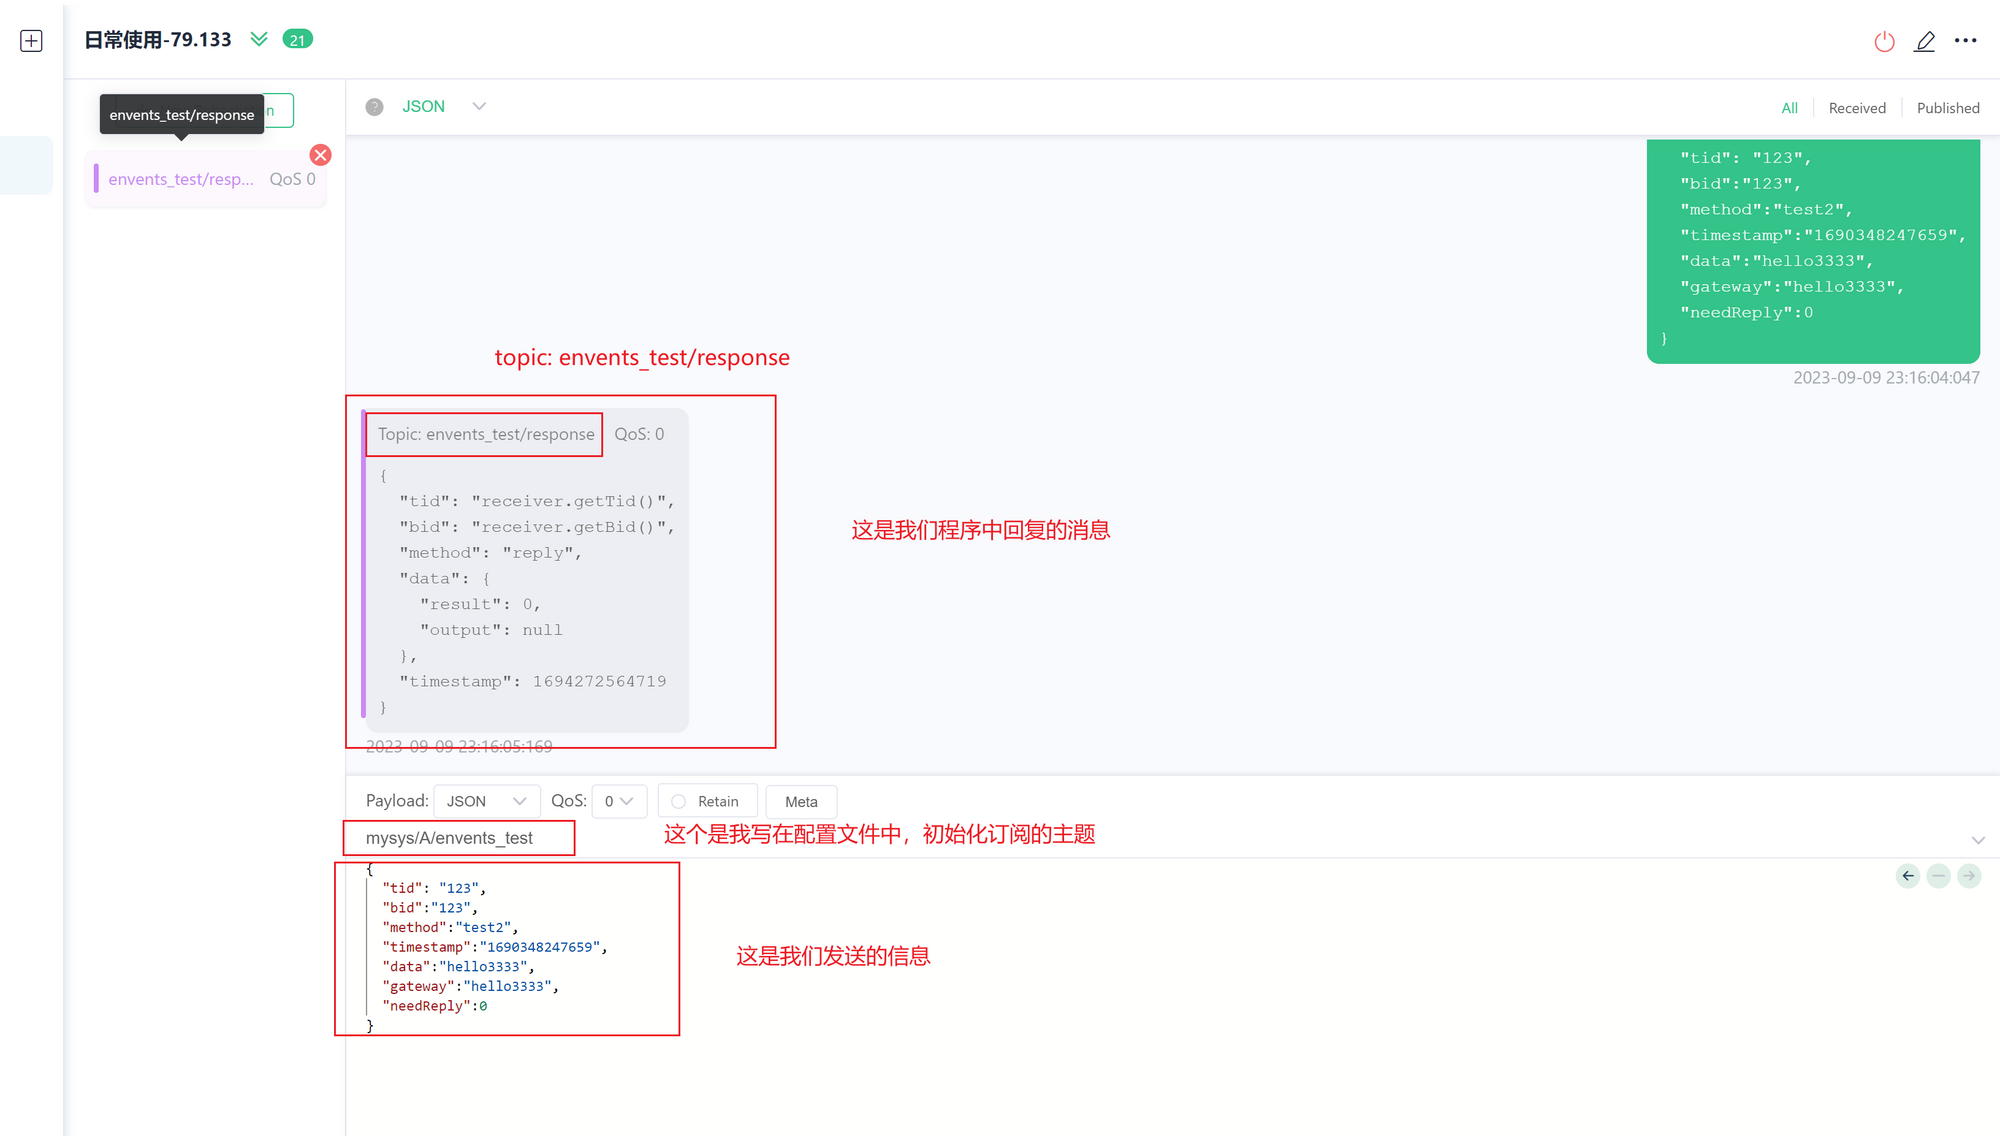 日常使用-79.133 21
envents_test/response
n
envents_test/resp... QoS 0
JSON
All Received Published
"tid": "123",
"bid":"123",
"method":"test2",
"timestamp":"1690348247659",
"data":"hello3333",
"gateway":"hello3333",
"needReply":0
}
2023-09-09 23:16:04:047
topic: envents_test/response
Topic: envents_test/response QoS: 0
{
"tid": "receiver.getTid()",
"bid": "receiver.getBid()",
"method": "reply",
"data": {
"result": 0,
"output": null
},
"timestamp": 1694272564719
}
2023-09-09 23:16:05:169
这是我们程序中回复的消息
Payload: JSON QoS: 0 Retain Meta
mysys/A/envents_test
这个是我写在配置文件中，初始化订阅的主题
{
"tid": "123",
"bid":"123",
"method":"test2",
"timestamp":"1690348247659",
"data":"hello3333",
"gateway":"hello3333",
"needReply":0
}
这是我们发送的信息